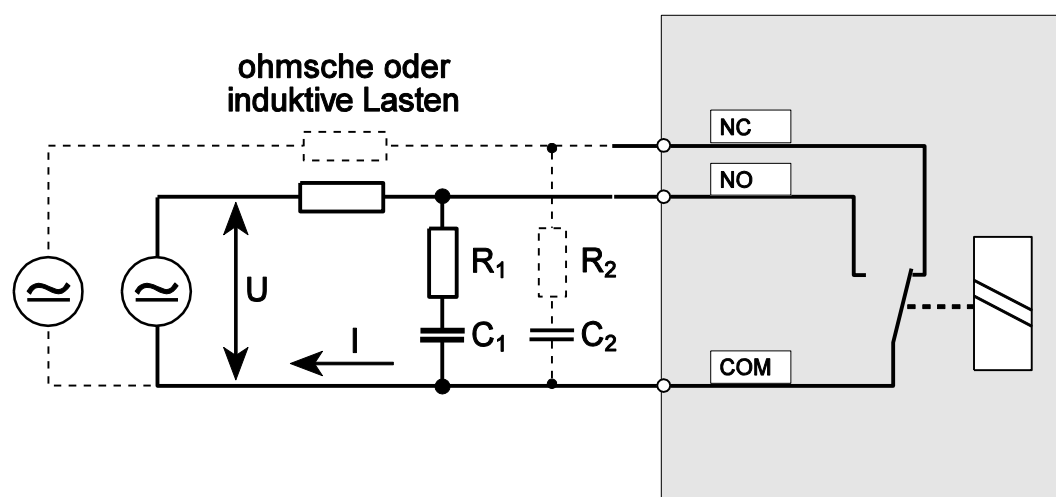 ohmsche oder
induktive Lasten
NC
NO
U
R₁
R₂
I
C₁
C₂
COM